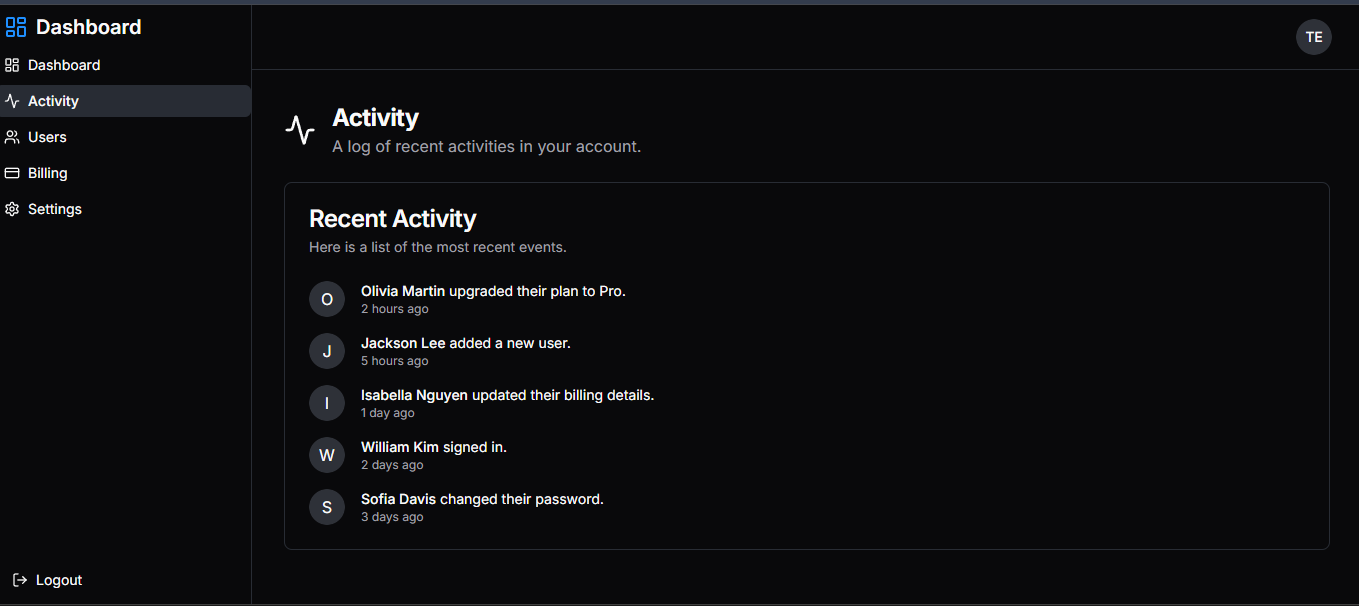 Dashboard
Dashboard
Activity
Users
Billing
Settings
Logout
TE
Activity
A log of recent activities in your account.
Recent Activity
Here is a list of the most recent events.
O
Olivia Martin upgraded their plan to Pro.
2 hours ago
J
Jackson Lee added a new user.
5 hours ago
I
Isabella Nguyen updated their billing details.
1 day ago
W
William Kim signed in.
2 days ago
S
Sofia Davis changed their password.
3 days ago